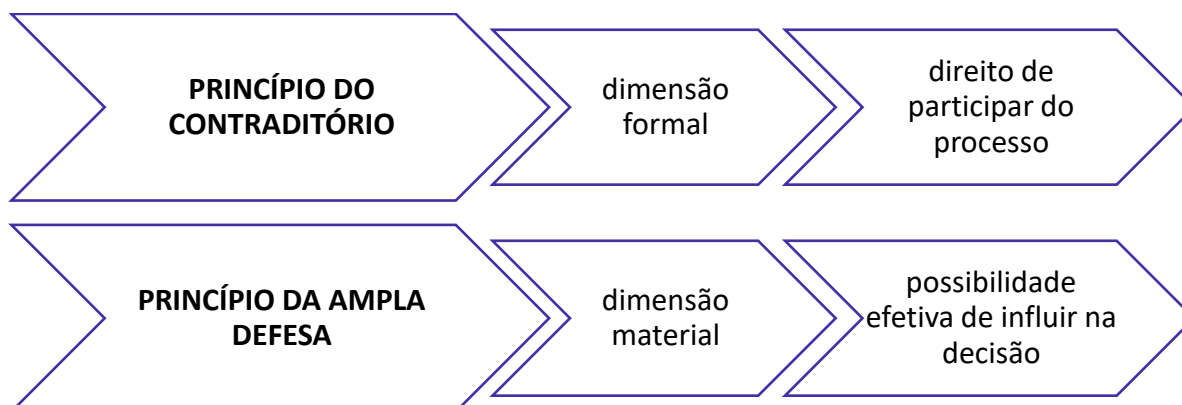 PRINCÍPIO DO
CONTRADITÓRIO
dimensão
formal
direito de
participar do
processo
PRINCÍPIO DA AMPLA
DEFESA
dimensão
material
possibilidade
efetiva de influir na
decisão